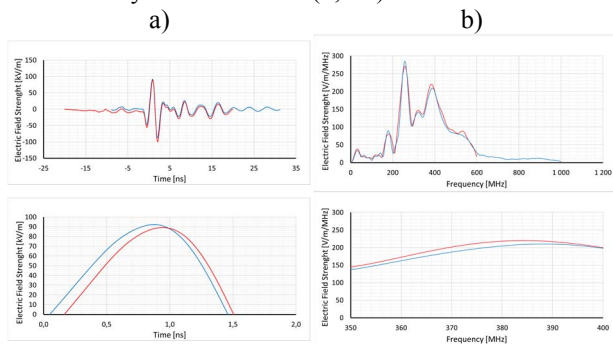 a) b)
Electric Field Strenght [kV/m]
150
100
50
0
-50
-100
-150
-25 -15 -5 5 15 25 35
Time [ns]
Electric Field Strenght [V/m/MHz]
300
250
200
150
100
50
0
0 200 400 600 800 1 000 1 200
Frequency [MHz]
Electric Field Strenght [kV/m]
100
90
80
70
60
50
40
30
20
10
0
0,0 0,5 1,0 1,5 2,0
Time [ns]
Electric Field Strenght [V/m/MHz]
300
250
200
150
100
50
0
350 360 370 380 390 400
Frequency [MHz]